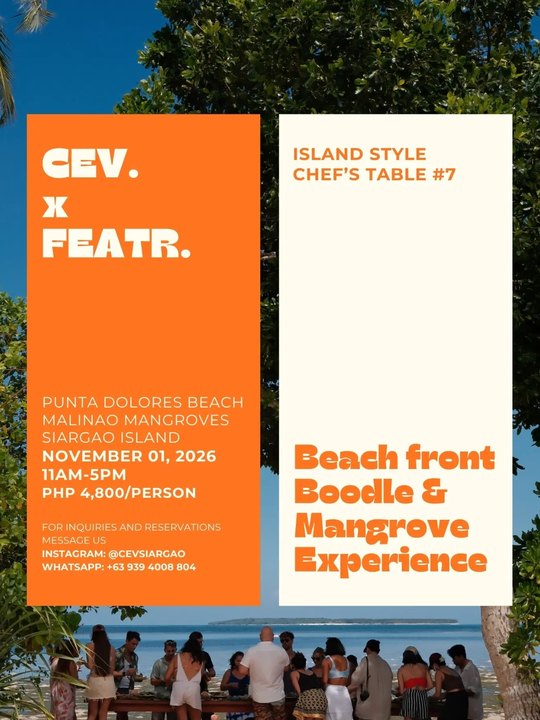 CEV.
x
FEATR.
PUNTA DOLORES BEACH
MALINAO MANGROVES
SIARGAO ISLAND
NOVEMBER 01, 2026
11AM-5PM
PHP 4,800/PERSON
FOR INQUIRIES AND RESERVATIONS
MESSAGE US
INSTAGRAM: @CEVSIARGAO
WHATSAPP: +63 939 4008 804
ISLAND STYLE
CHEF'S TABLE #7
Beach front
Boodle &
Mangrove
Experience